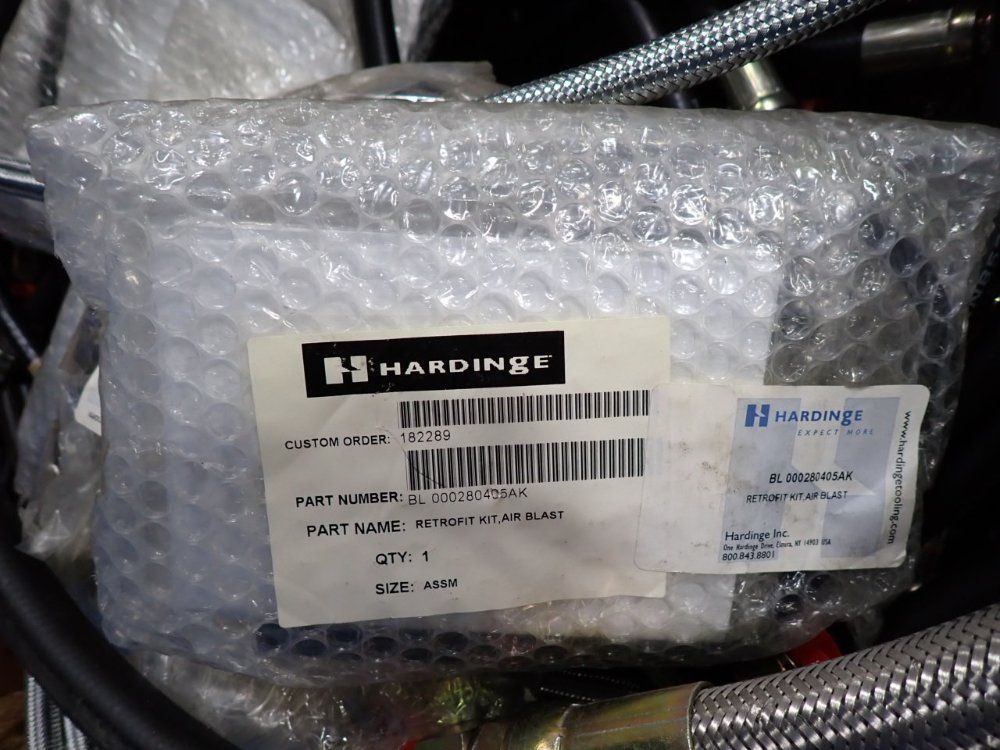 HARDINGE
CUSTOM ORDER: 182289
PART NUMBER: BL 000280405AK
PART NAME: RETROFIT KIT,AIR BLAST
QTY: 1
SIZE: ASSM
HARDINGE
EXPECT MORE
BL 000280405AK
RETROFIT KIT,AIR BLAST
Hardinge Inc.
One Hardinge Drive, Elmira, NY 14903 USA
800.843.8801
www.hardingetooling.com